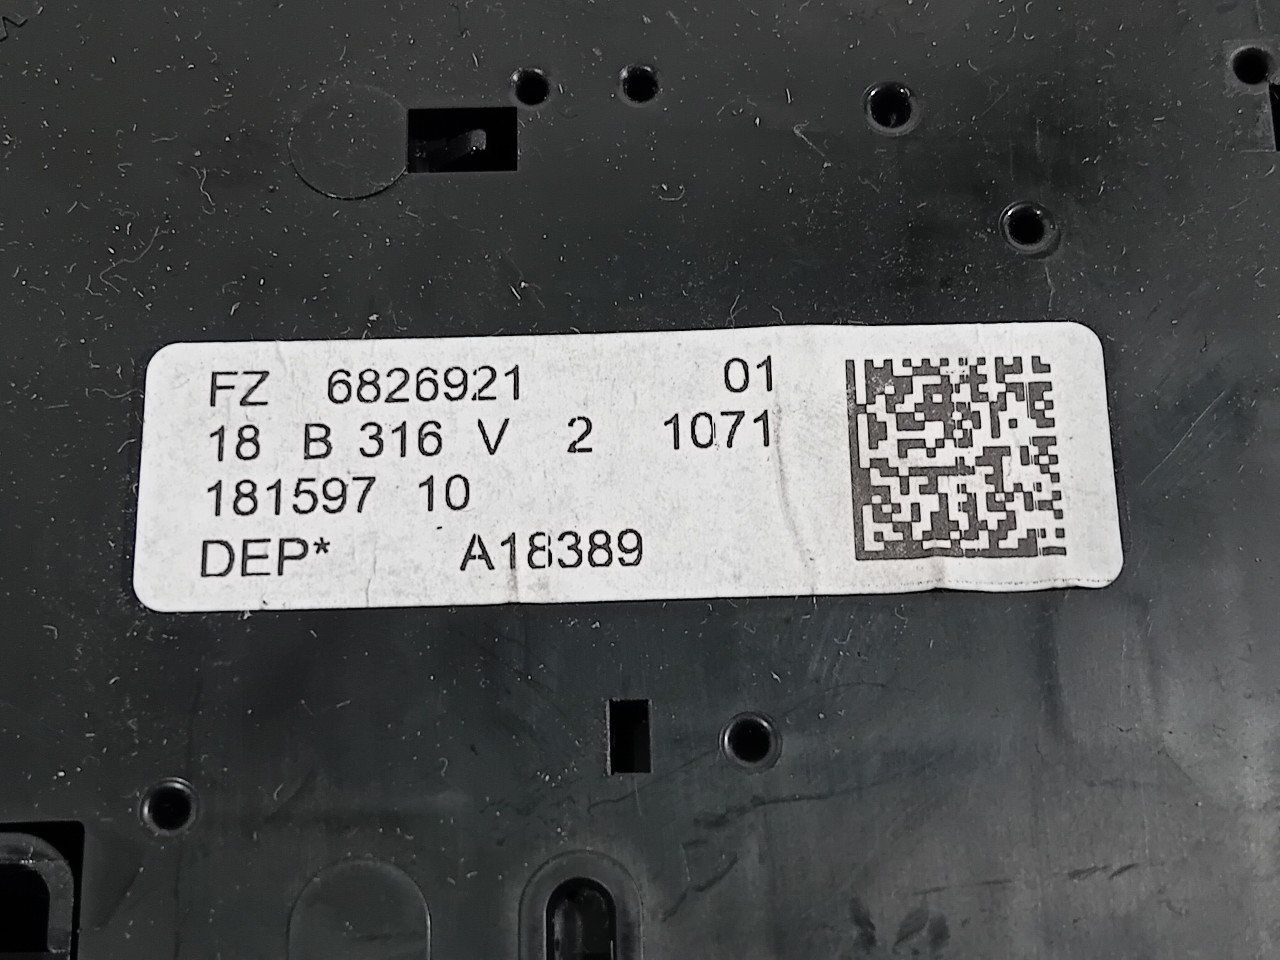 FZ 6826921 01
18 B 316 V 2 1071
181597 10
DEP* A18389